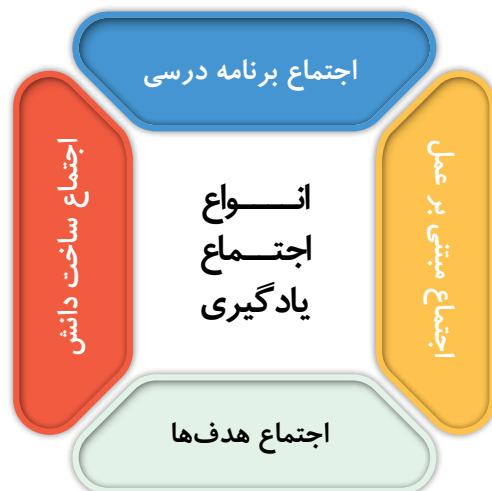 اجتماع برنامه درسی
اجتماع مبتنی بر عمل
انواع
اجتماع
یادگیری
اجتماع ساخت دانش
اجتماع هدف‌ها